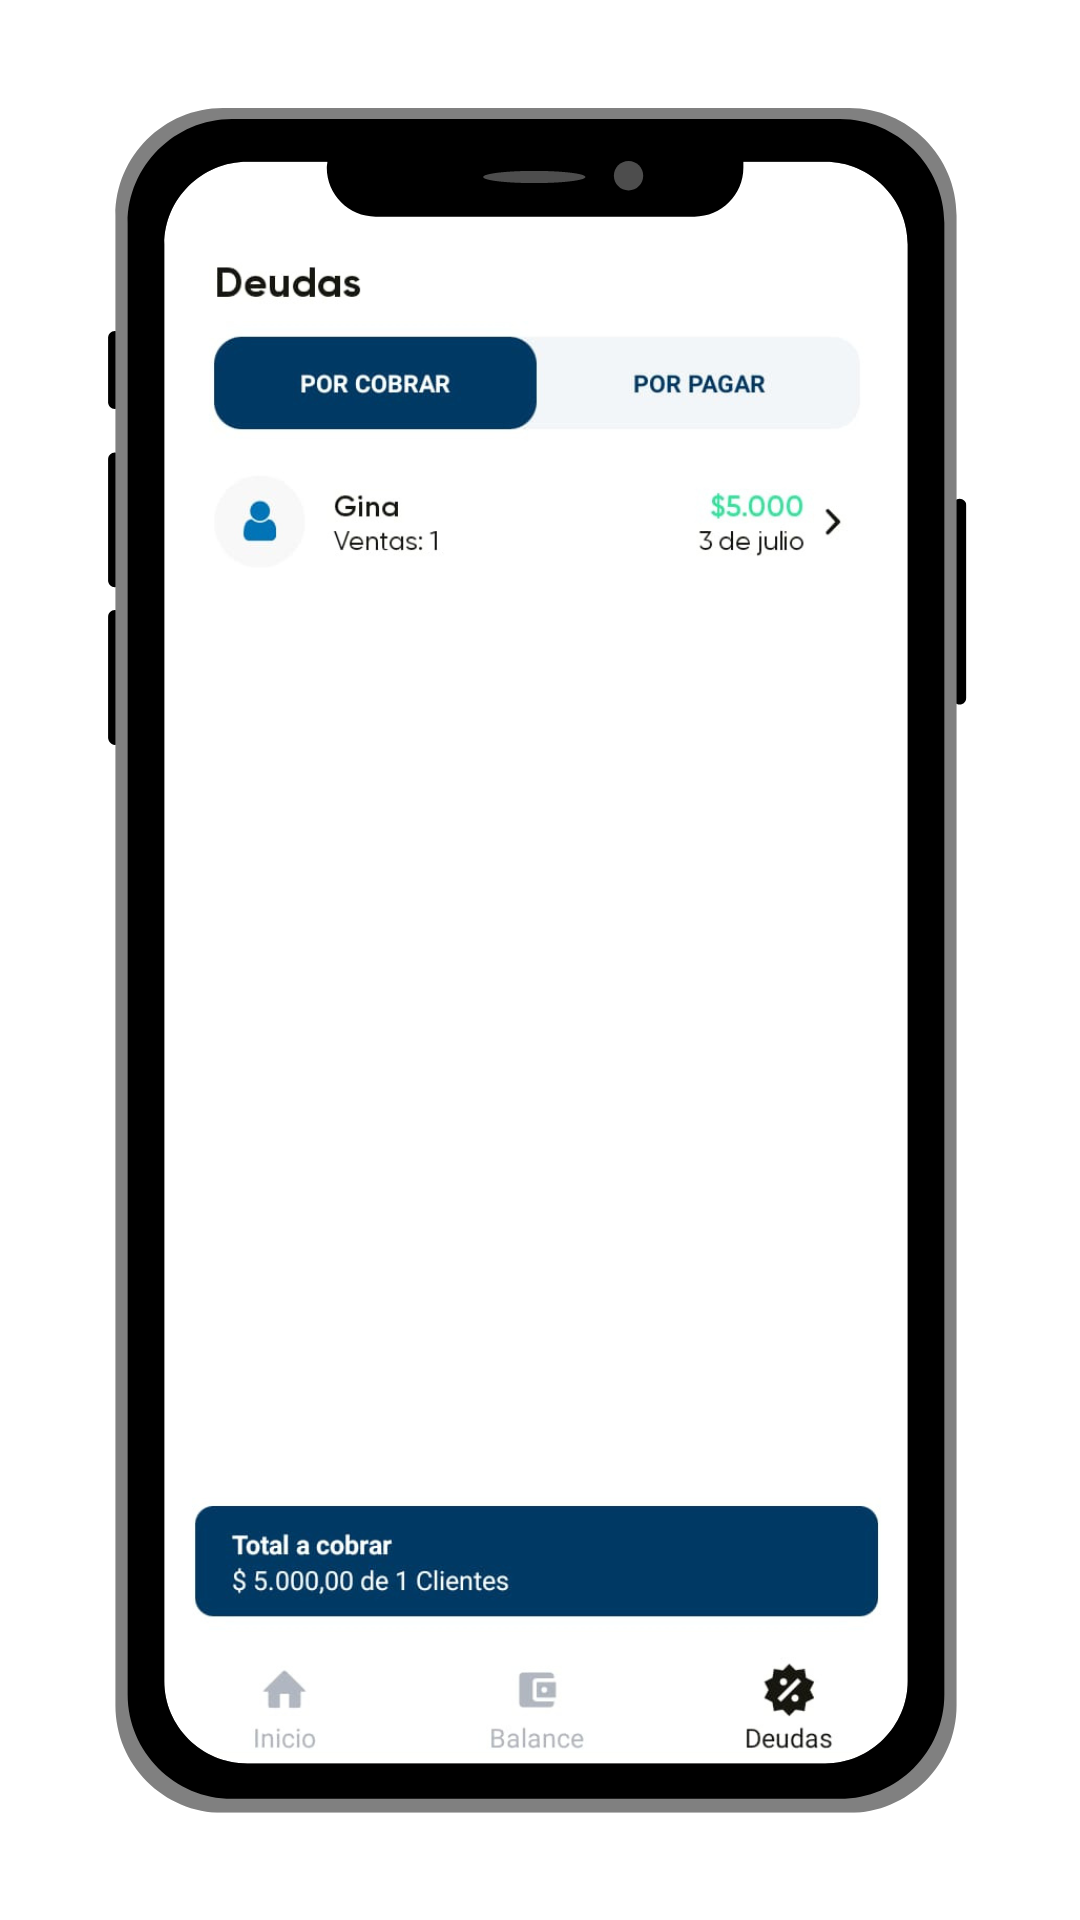 Deudas
POR COBRAR
POR PAGAR
Gina
$5.000
Ventas: 1
3 de julio
Total a cobrar
$ 5.000,00 de 1 Clientes
Inicio
Balance
Deudas